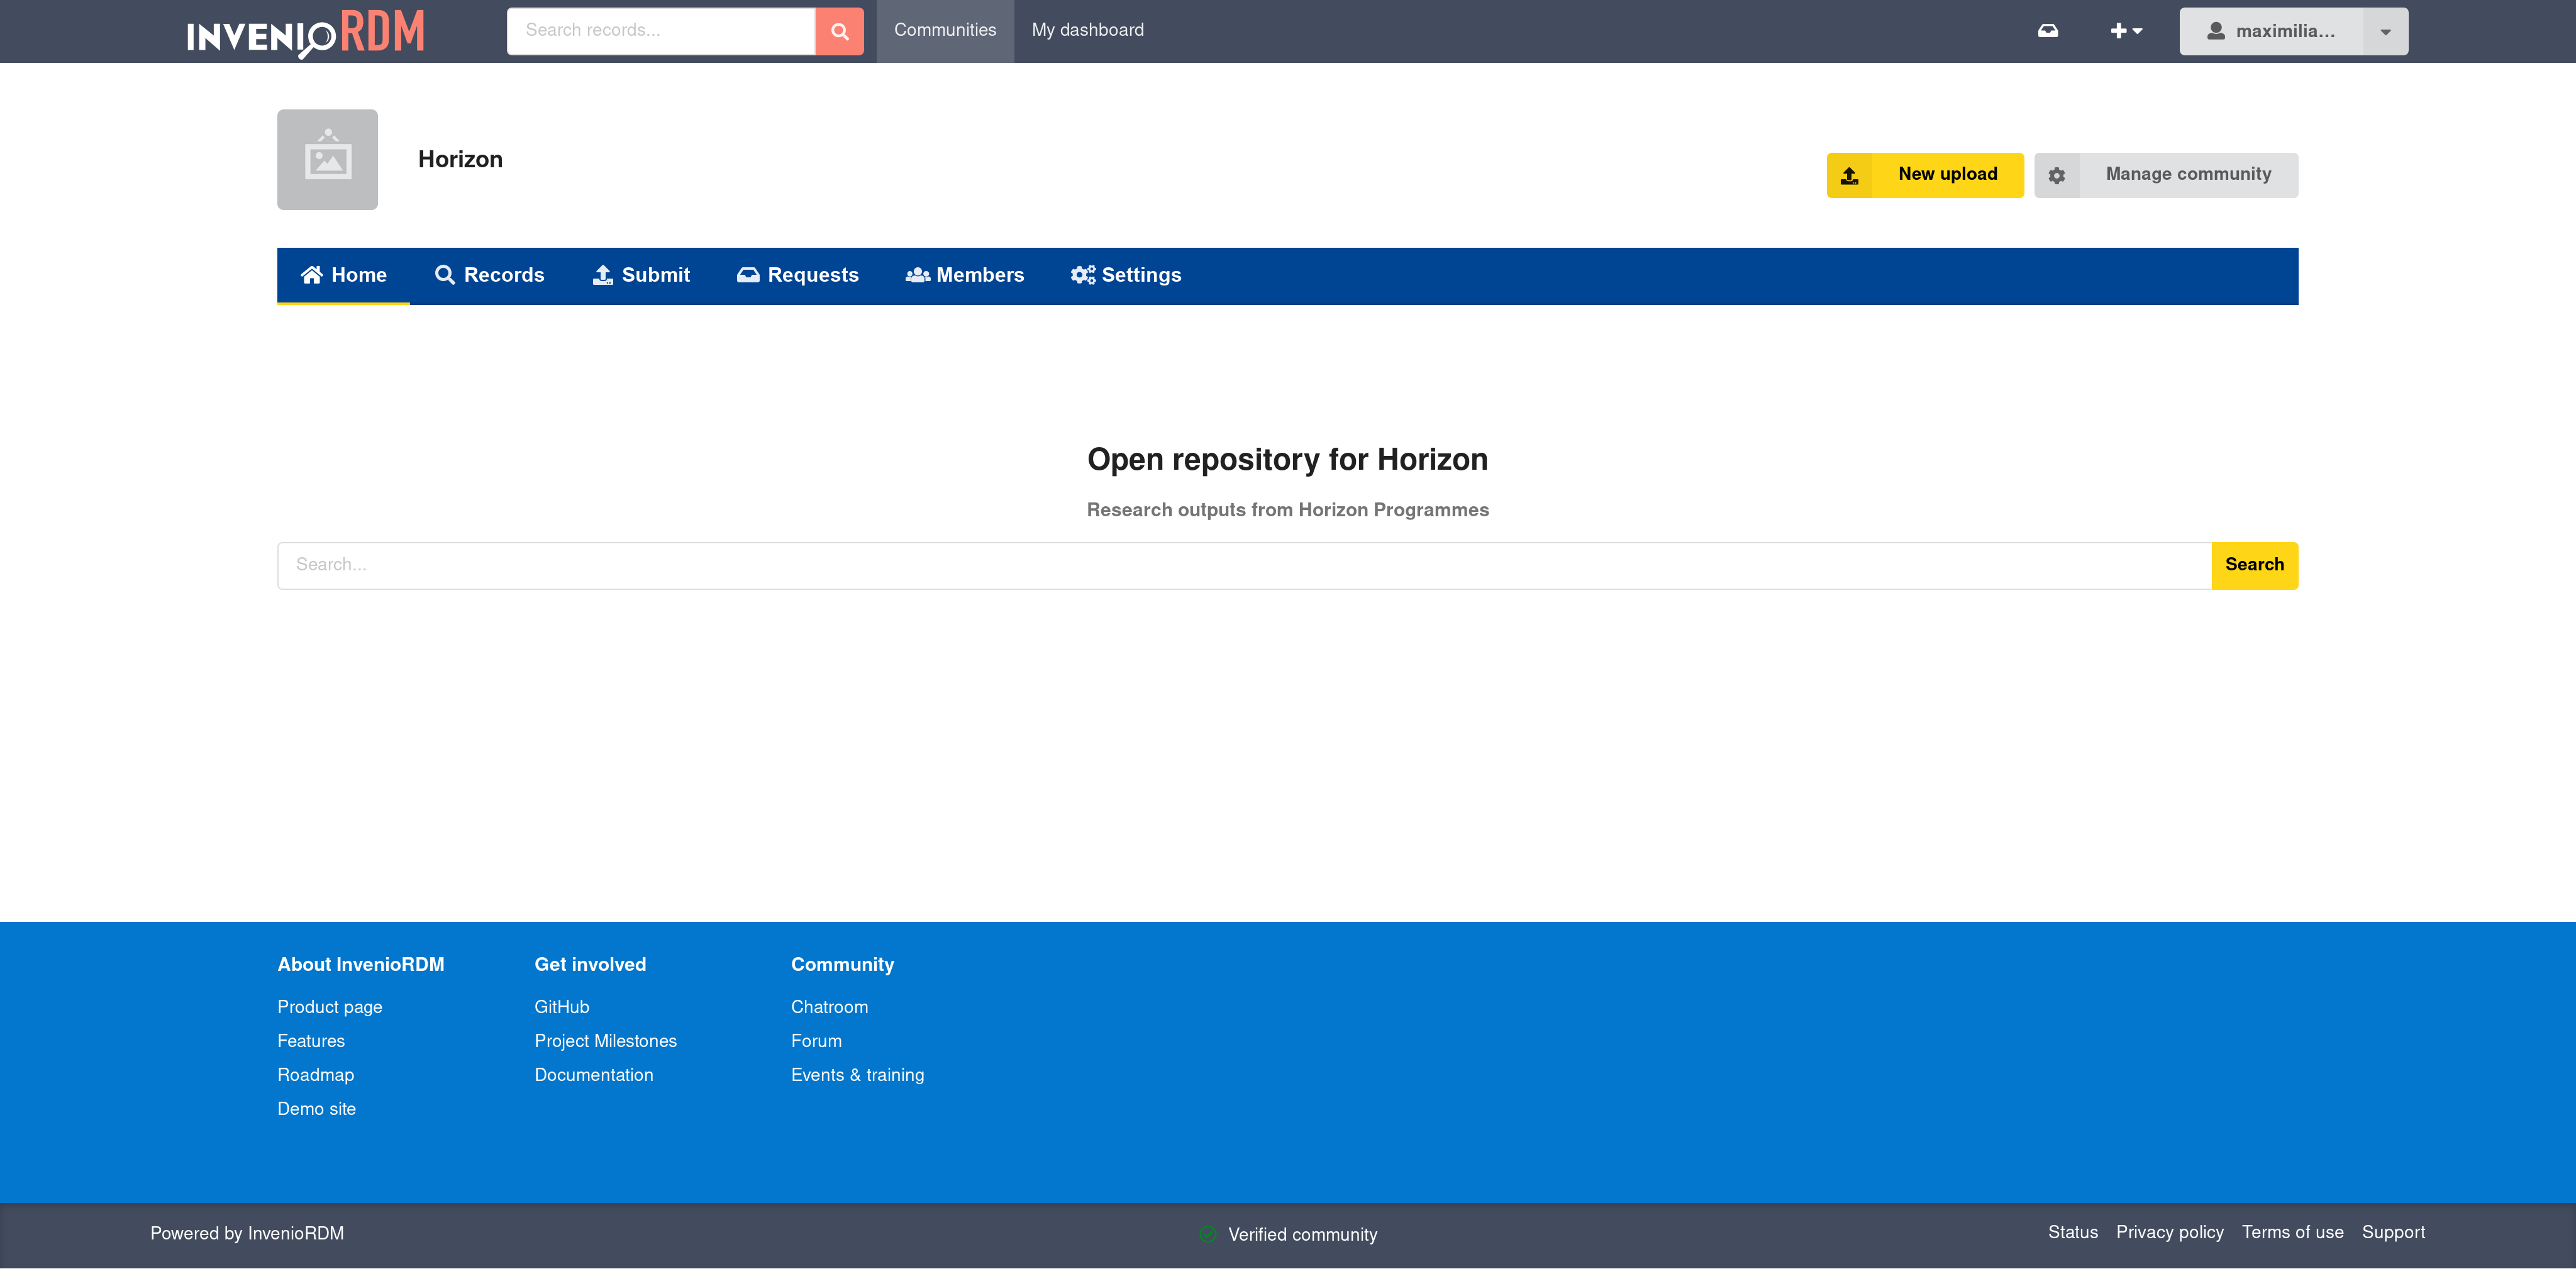 INVENIORDM
Search records...
Communities
My dashboard
maximilia...
Horizon
New upload
Manage community
Home
Records
Submit
Requests
Members
Settings
Open repository for Horizon
Research outputs from Horizon Programmes
Search...
Search
About InvenioRDM
Product page
Features
Roadmap
Demo site
Get involved
GitHub
Project Milestones
Documentation
Community
Chatroom
Forum
Events & training
Powered by InvenioRDM
Verified community
Status
Privacy policy
Terms of use
Support